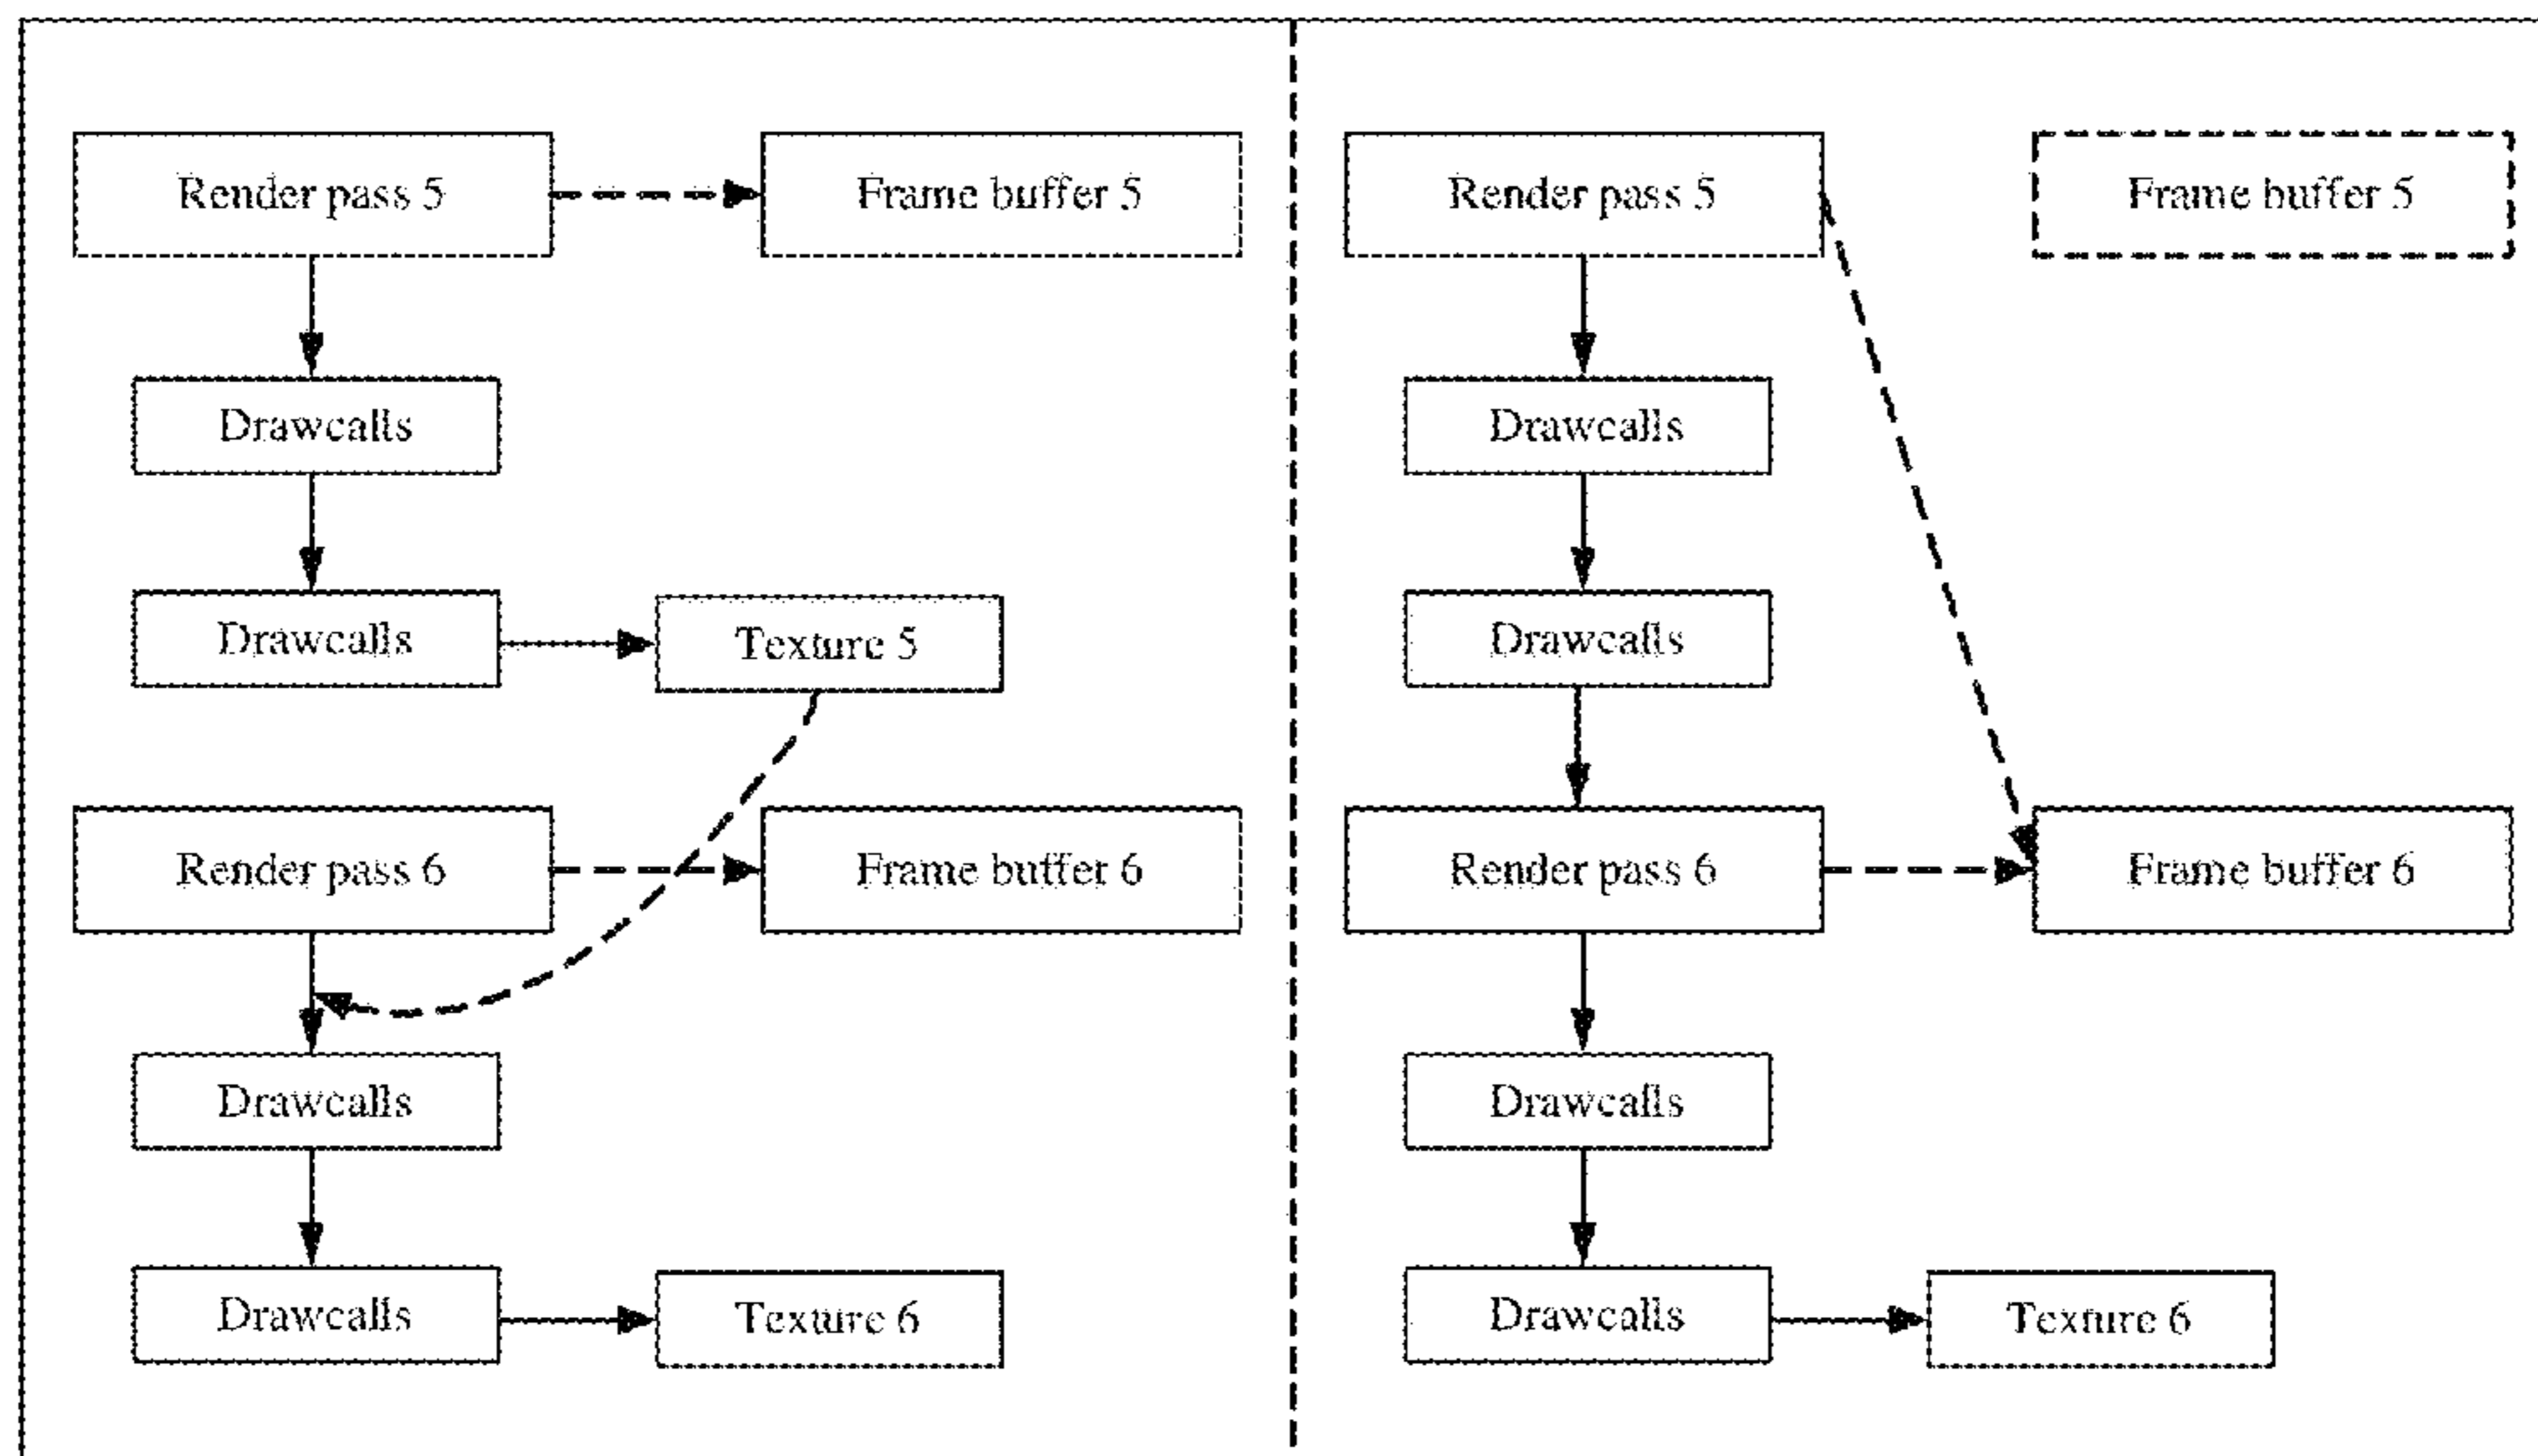 Render pass 5
Frame buffer 5
Drawcalls
Drawcalls
Texture 5
Render pass 6
Frame buffer 6
Drawcalls
Drawcalls
Texture 6
Render pass 5
Frame buffer 5
Drawcalls
Drawcalls
Render pass 6
Frame buffer 6
Drawcalls
Drawcalls
Texture 6